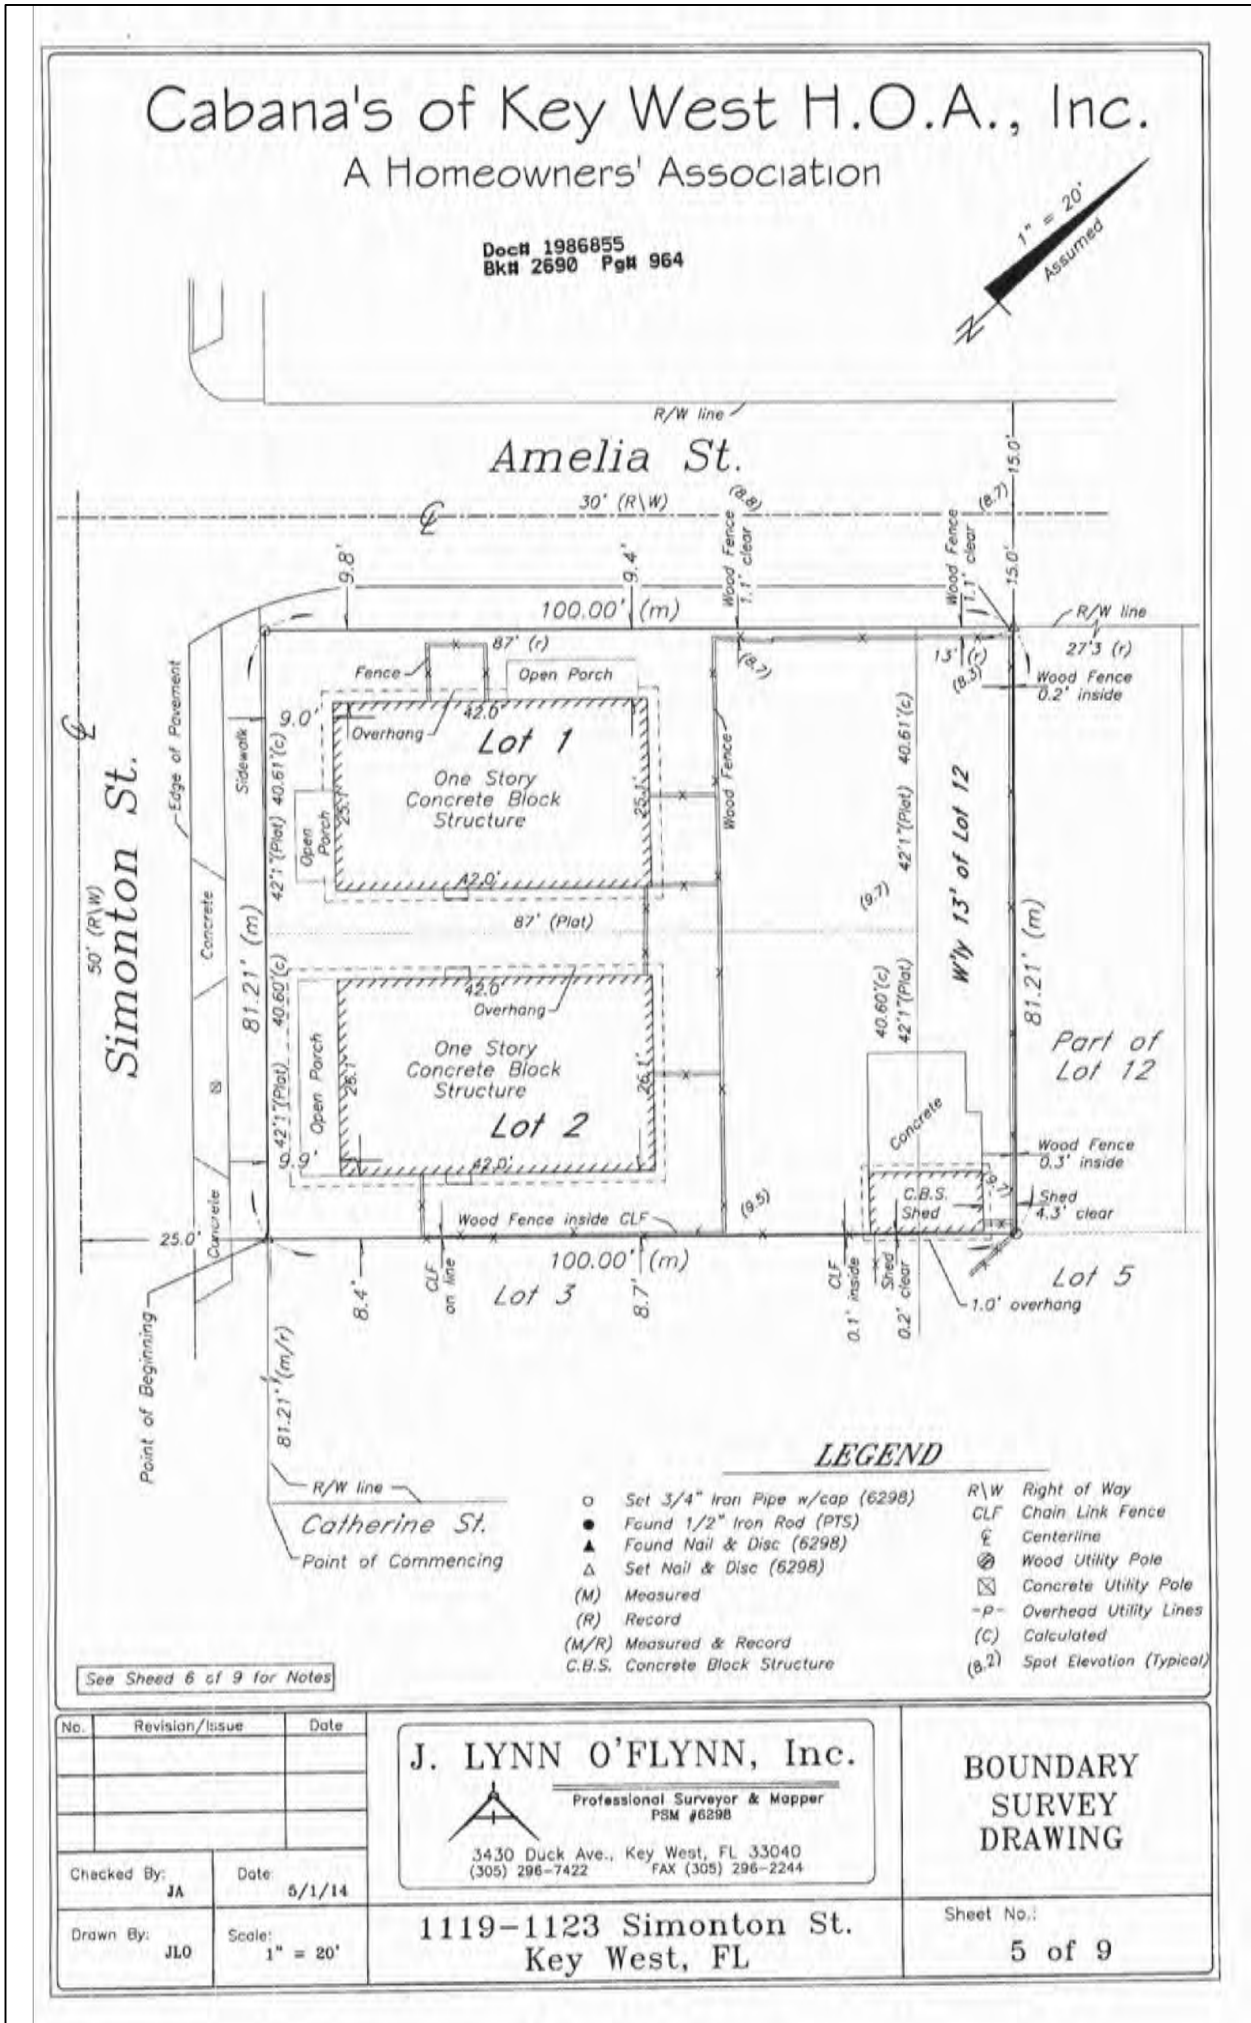 Cabana's of Key West H.O.A., Inc.
A Homeowners' Association
Doc# 1986855
Bk# 2690 Pg# 964
1" = 20'
Assumed
N
R/W line
Amelia St.
15.0'
30' (R\W)
(8.8)
(8.7)
℄
9.8'
9.4'
Wood Fence
1.1' clear
Wood Fence
1.1' clear
15.0'
100.00' (m)
R/W line
87' (r)
13' (r)
27'3 (r)
(8.7)
(8.3)
Fence
Open Porch
Wood Fence
0.2' inside
9.0'
42.0'
Overhang
Lot 1
One Story
Concrete Block
Structure
25.1'
25.1'
Open
Porch
42.0'
Wood Fence
℄
Simonton St.
50' (R\W)
Edge of Pavement
Sidewalk
Concrete
42'1"(Plat) 40.61'(c)
81.21' (m)
42'1"(Plat) 40.61'(c)
W'ly 13' of Lot 12
(9.7)
87' (Plat)
81.21' (m)
42'1"(Plat) 40.60'(c)
40.60'(c)
42'1"(Plat)
42.0'
Overhang
One Story
Concrete Block
Structure
Open Porch
26.1'
26.1'
Lot 2
Part of
Lot 12
Concrete
9.9'
42.0'
Wood Fence
0.3' inside
C.B.S.
Shed
Shed
4.3' clear
(9.5)
Wood Fence inside CLF
25.0'
Concrete
100.00' (m)
8.4'
CLF
on line
Lot 3
8.7'
CLF
0.1' inside
Shed
0.2' clear
1.0' overhang
Lot 5
Point of Beginning
81.21' (m/r)
R/W line
Catherine St.
Point of Commencing
LEGEND
Set 3/4" Iron Pipe w/cap (6298)
Found 1/2" Iron Rod (PTS)
Found Nail & Disc (6298)
Set Nail & Disc (6298)
(M) Measured
(R) Record
(M/R) Measured & Record
C.B.S. Concrete Block Structure
R\W Right of Way
CLF Chain Link Fence
℄ Centerline
Wood Utility Pole
Concrete Utility Pole
-P- Overhead Utility Lines
(C) Calculated
(8.2) Spot Elevation (Typical)
See Sheed 6 of 9 for Notes
No. Revision/Issue Date
Checked By:
JA
Date:
5/1/14
Drawn By:
JLO
Scale:
1" = 20'
J. LYNN O'FLYNN, Inc.
Professional Surveyor & Mapper
PSM #6298
3430 Duck Ave., Key West, FL 33040
(305) 296-7422 FAX (305) 296-2244
1119-1123 Simonton St.
Key West, FL
BOUNDARY
SURVEY
DRAWING
Sheet No.:
5 of 9